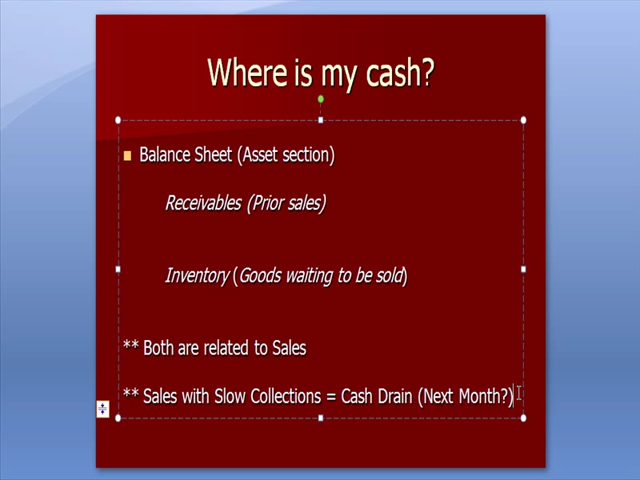 Where is my cash?
Balance Sheet (Asset section)
Receivables (Prior sales)
Inventory (Goods waiting to be sold)
** Both are related to Sales
** Sales with Slow Collections = Cash Drain (Next Month?)